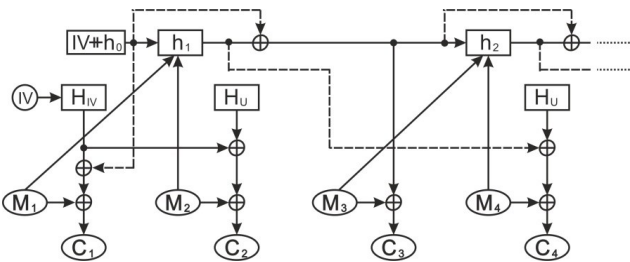 IV⧺h₀ h₁ h₂
IV H_IV H_U H_U
M₁ M₂ M₃ M₄
C₁ C₂ C₃ C₄